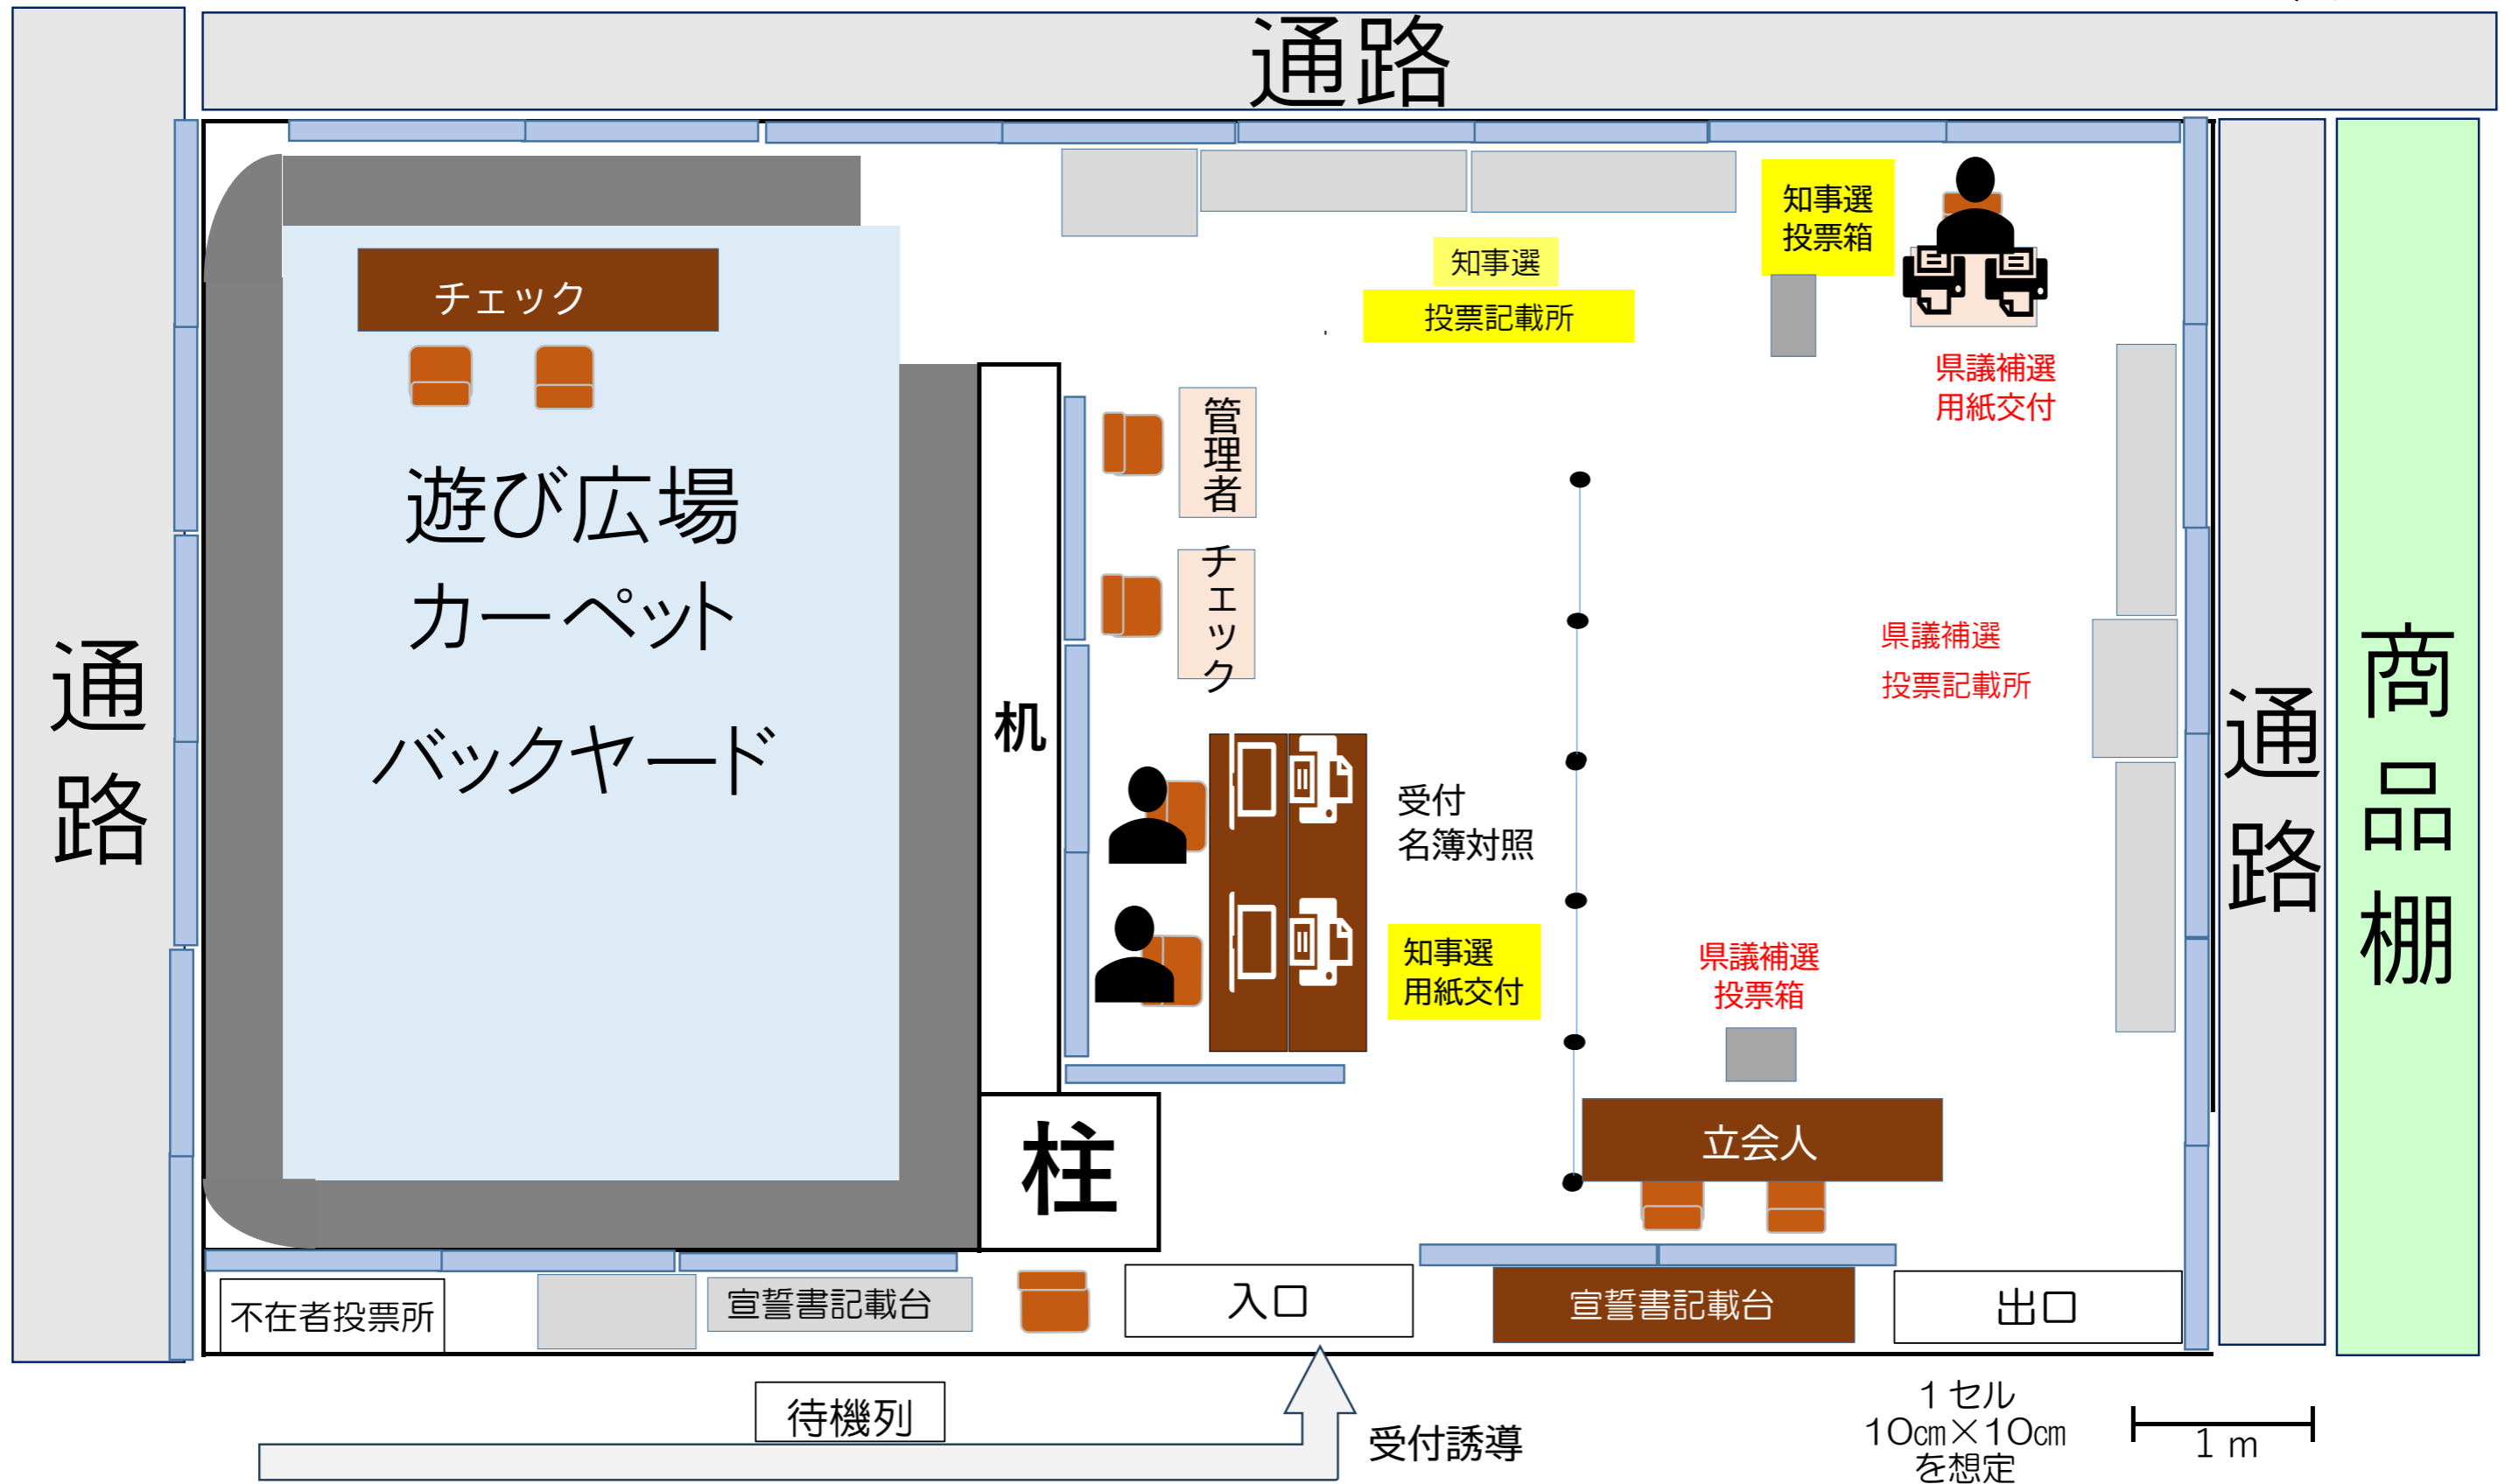 通路
通路
チェック
遊び広場
カーペット
バックヤード
机
柱
管理者
チェック
知事選
投票記載所
知事選
投票箱
県議補選
用紙交付
県議補選
投票記載所
受付
名簿対照
知事選
用紙交付
県議補選
投票箱
立会人
通路
商品棚
不在者投票所
宣誓書記載台
入口
宣誓書記載台
出口
待機列
受付誘導
1セル
10㎝×10㎝
を想定
1m